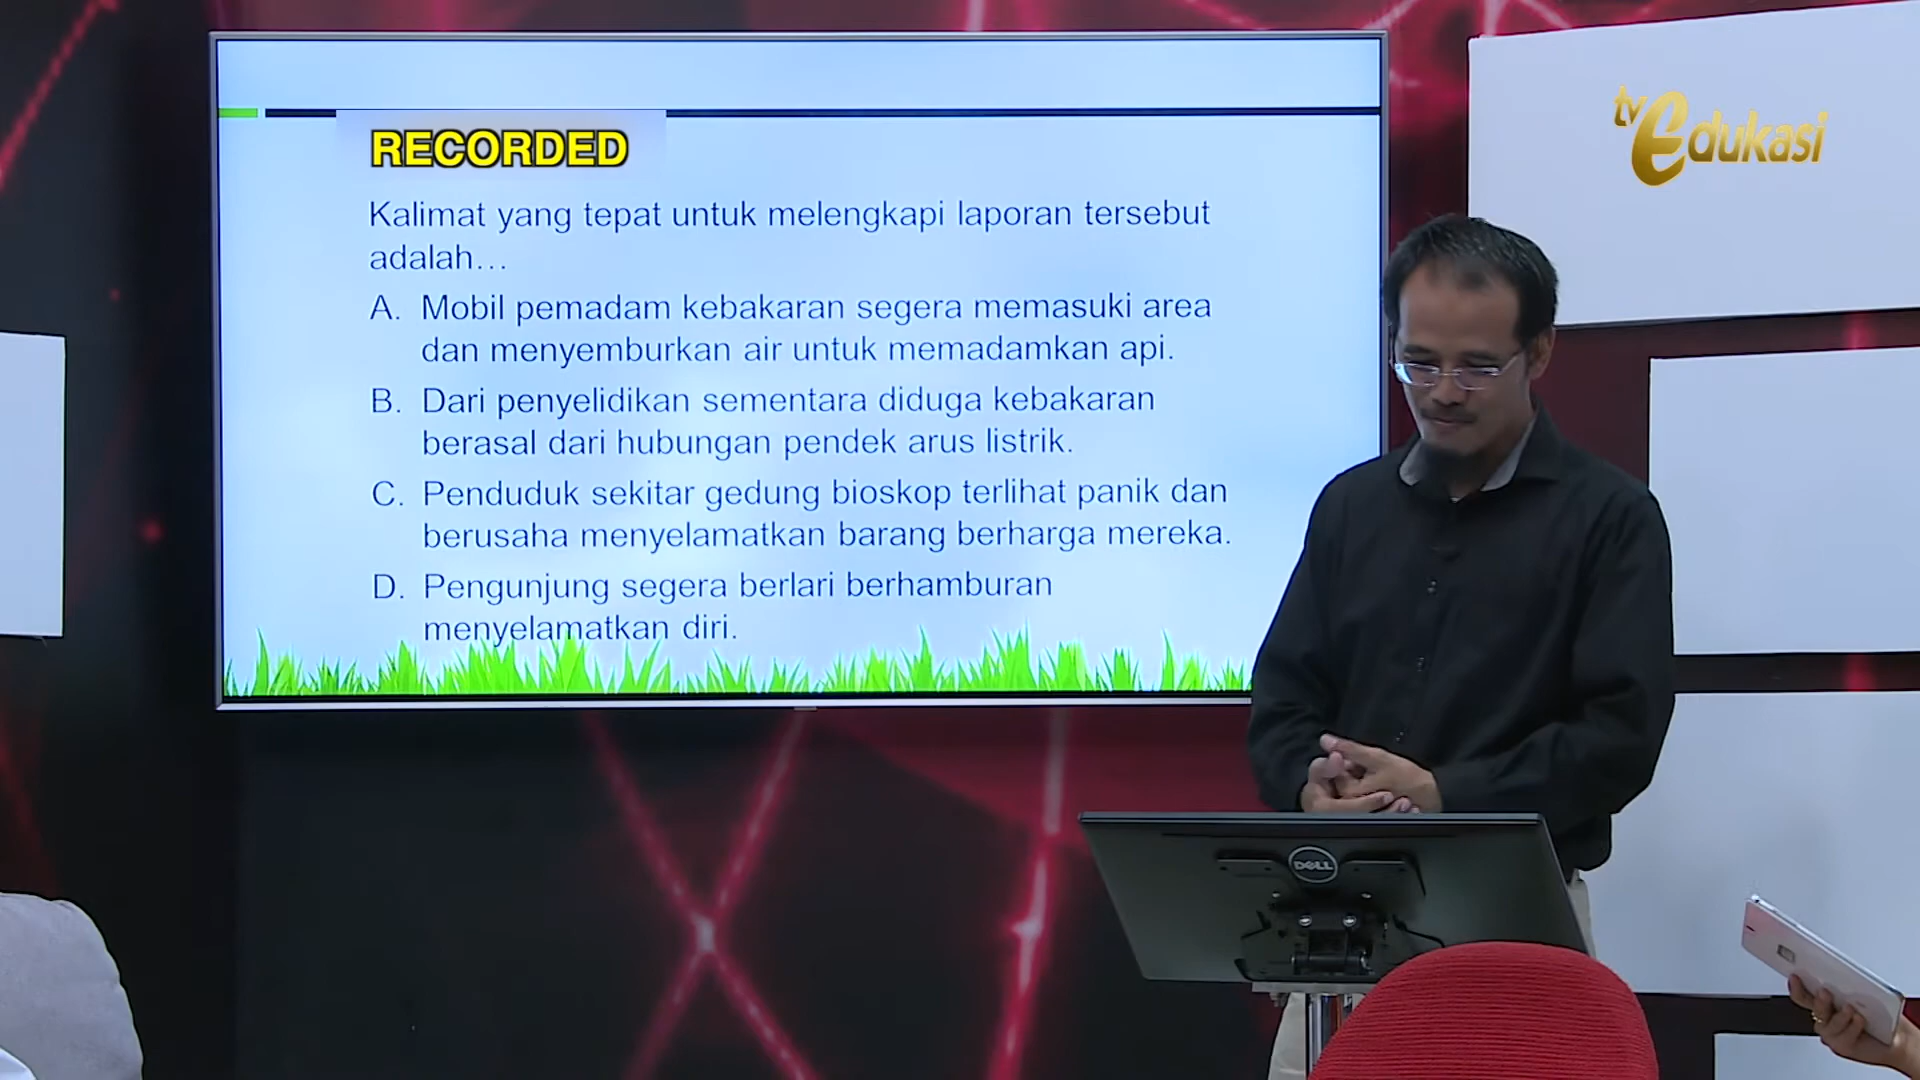 RECORDED
tv Edukasi
Kalimat yang tepat untuk melengkapi laporan tersebut
adalah...
A. Mobil pemadam kebakaran segera memasuki area
dan menyemburkan air untuk memadamkan api.
B. Dari penyelidikan sementara diduga kebakaran
berasal dari hubungan pendek arus listrik.
C. Penduduk sekitar gedung bioskop terlihat panik dan
berusaha menyelamatkan barang berharga mereka.
D. Pengunjung segera berlari berhamburan
menyelamatkan diri.
DELL